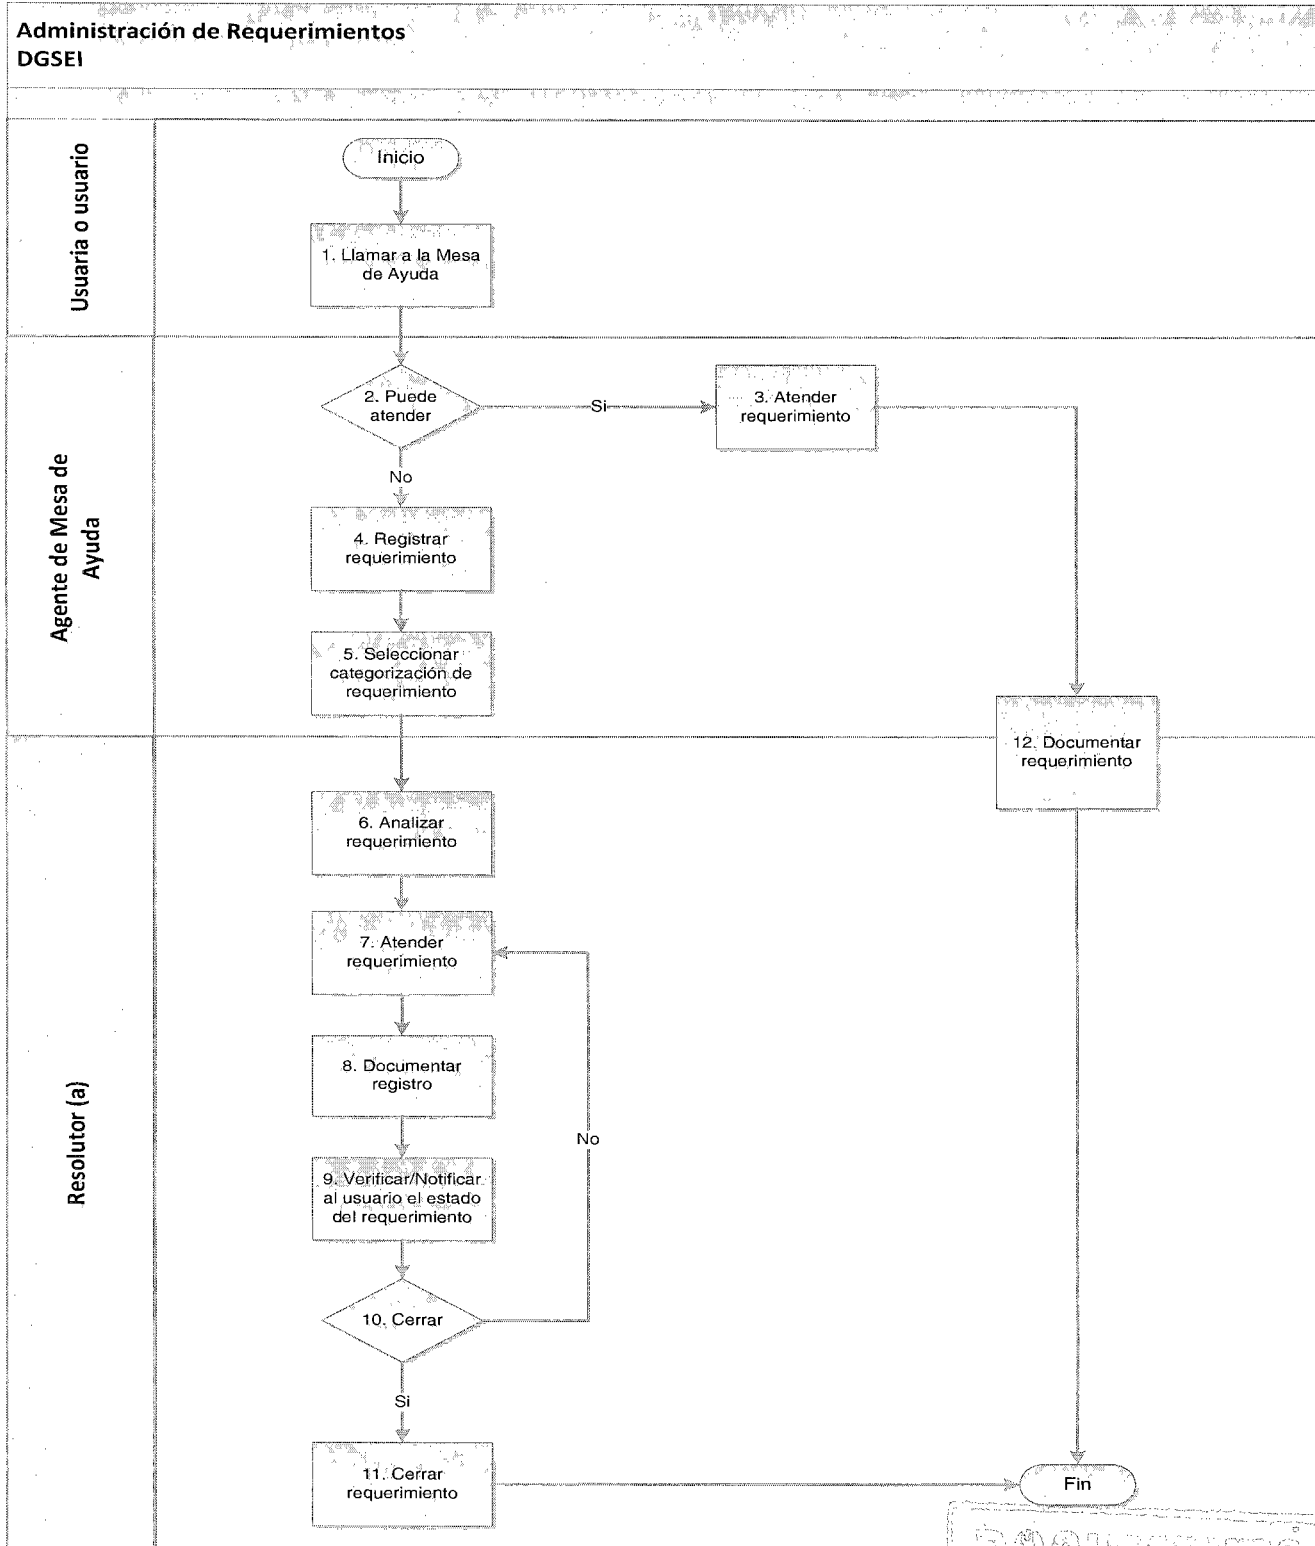 Administración de Requerimientos
DGSEI
Usuaria o usuario
Inicio
1. Llamar a la Mesa
de Ayuda
Agente de Mesa de
Ayuda
2. Puede
atender
Si
3. Atender
requerimiento
No
4. Registrar
requerimiento
5. Seleccionar
categorización de
requerimiento
12. Documentar
requerimiento
Resolutor (a)
6. Analizar
requerimiento
7. Atender
requerimiento
8. Documentar
registro
No
9. Verificar/Notificar
al usuario el estado
del requerimiento
10. Cerrar
Si
11. Cerrar
requerimiento
Fin